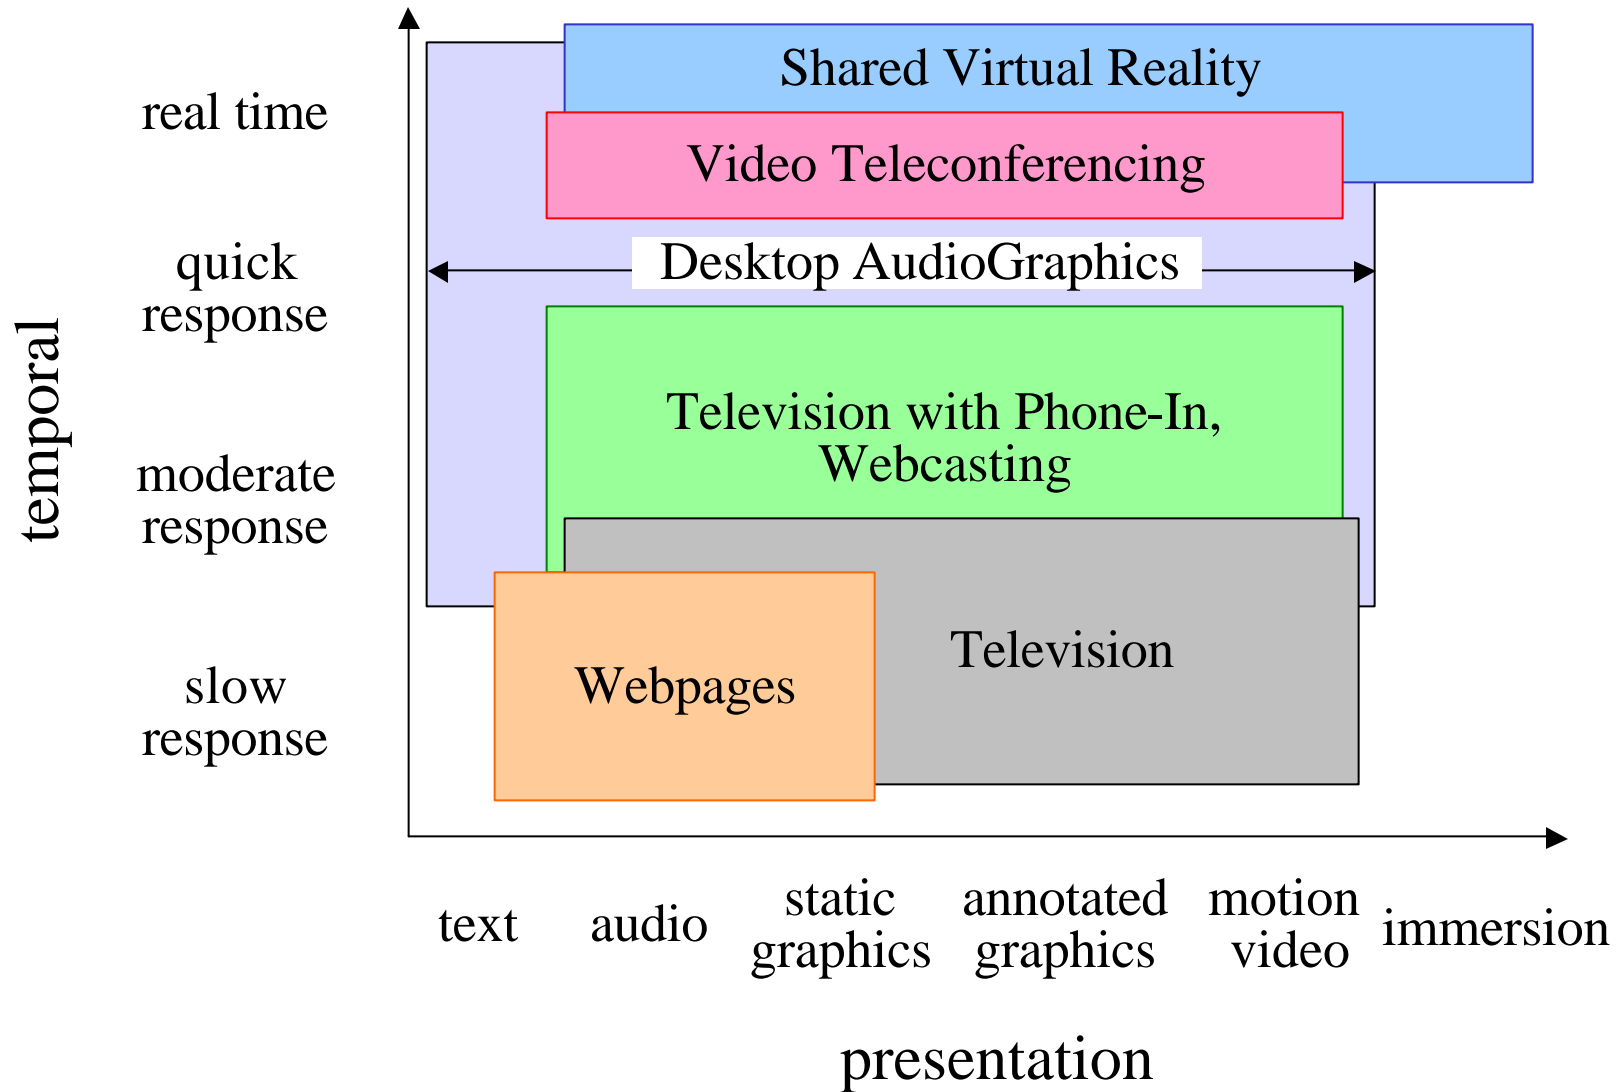 Shared Virtual Reality
real time
Video Teleconferencing
quick
response
Desktop AudioGraphics
temporal
Television with Phone-In,
Webcasting
moderate
response
Television
Webpages
slow
response
text
audio
static
graphics
annotated
graphics
motion
video
immersion
presentation